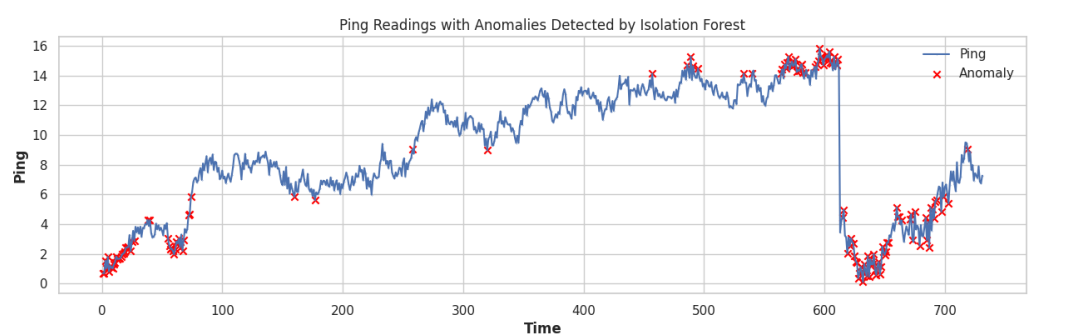 Ping Readings with Anomalies Detected by Isolation Forest
16
14
12
10
8
6
4
2
0
Ping
Ping
Anomaly
0 100 200 300 400 500 600 700
Time